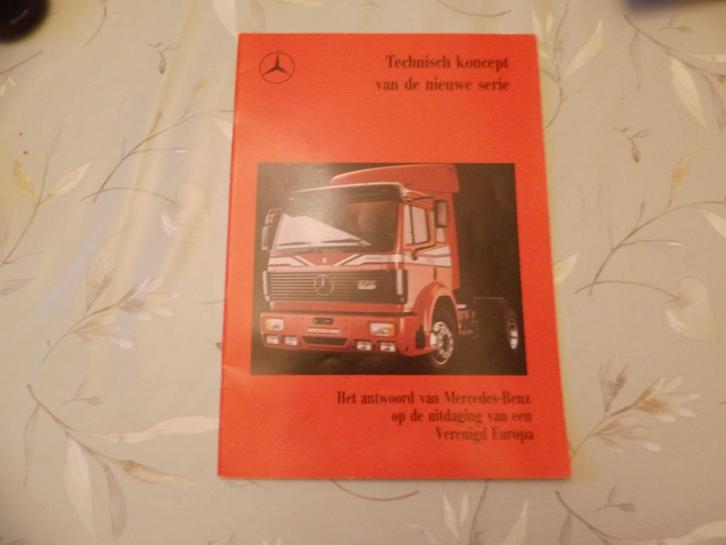 Technisch koncept
van de nieuwe serie
Het antwoord van Mercedes-Benz
op de uitdaging van een
Verenigd Europa